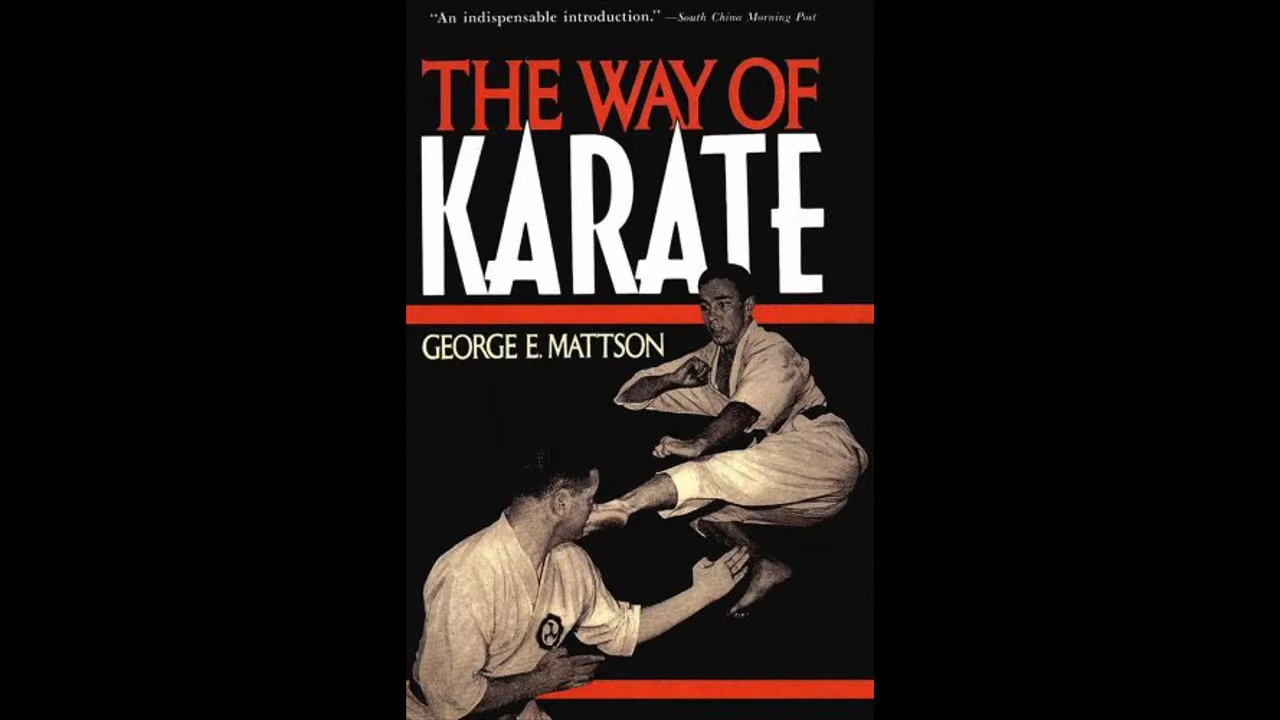 "An indispensable introduction." —South China Morning Post
THE WAY OF
KARATE
GEORGE E. MATTSON